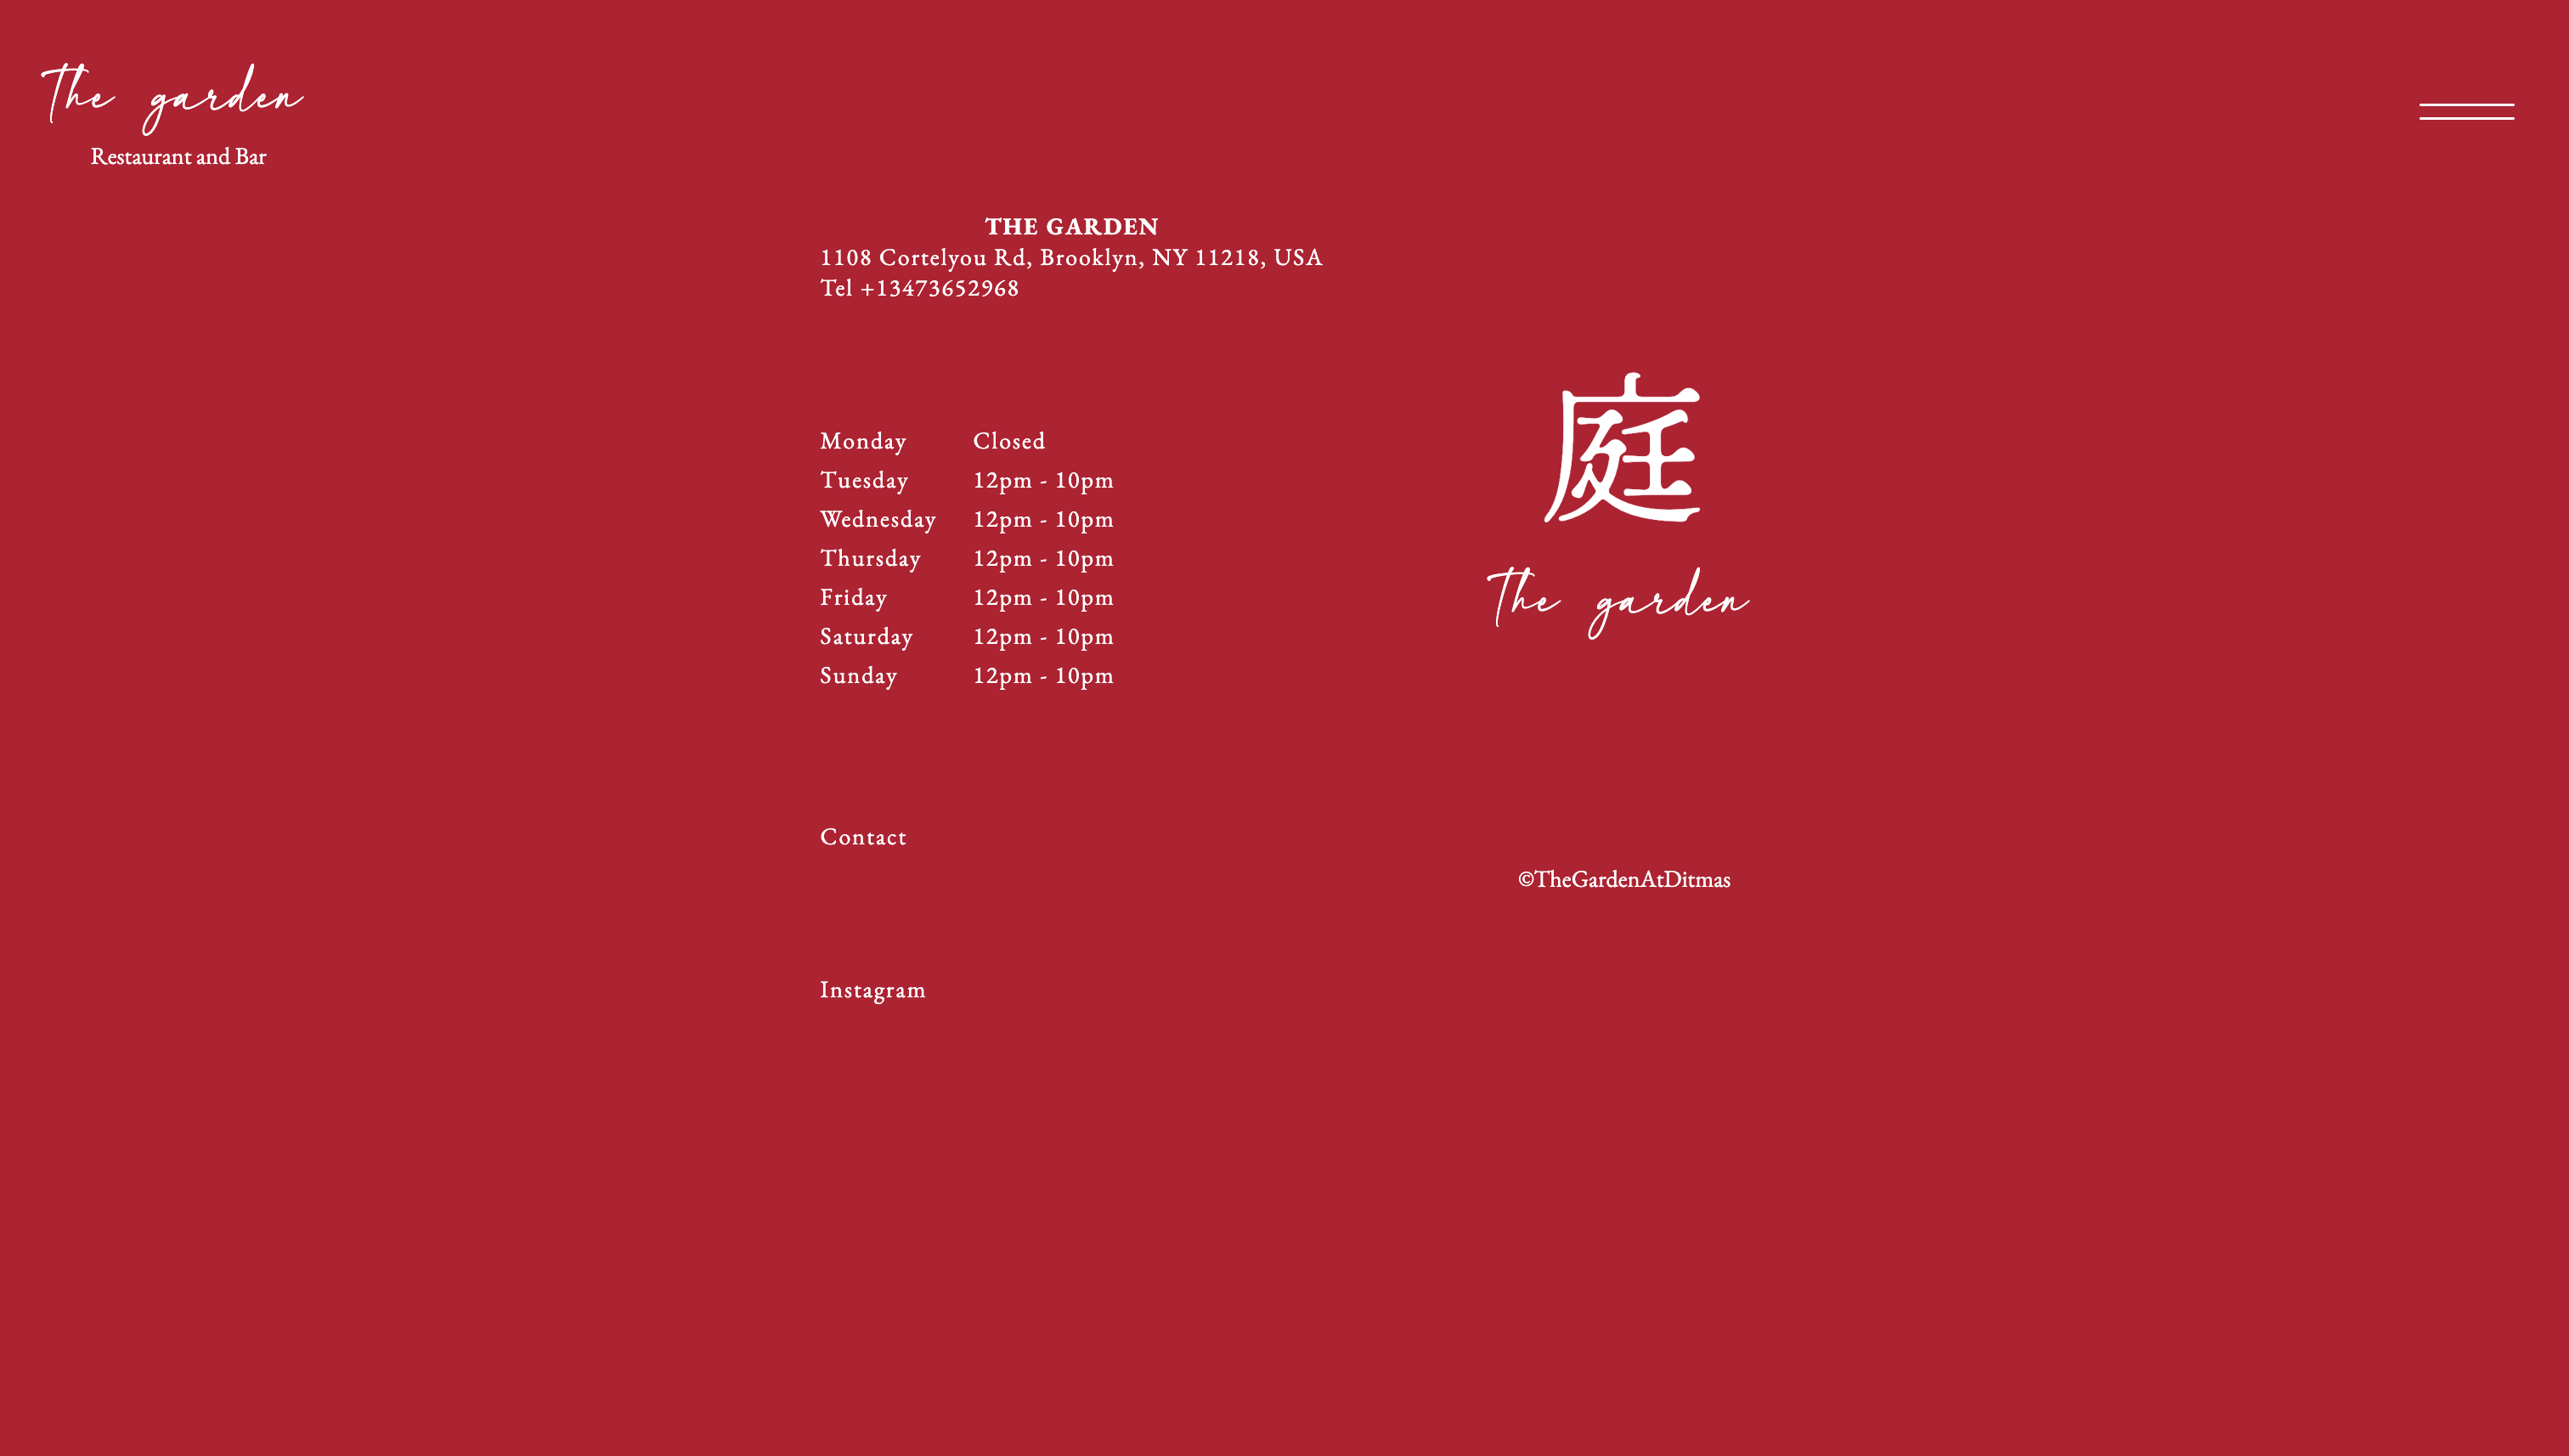 The garden
Restaurant and Bar
THE GARDEN
1108 Cortelyou Rd, Brooklyn, NY 11218, USA
Tel +13473652968
Monday Closed
Tuesday 12pm - 10pm
Wednesday 12pm - 10pm
Thursday 12pm - 10pm
Friday 12pm - 10pm
Saturday 12pm - 10pm
Sunday 12pm - 10pm
Contact
Instagram
庭
The garden
©TheGardenAtDitmas